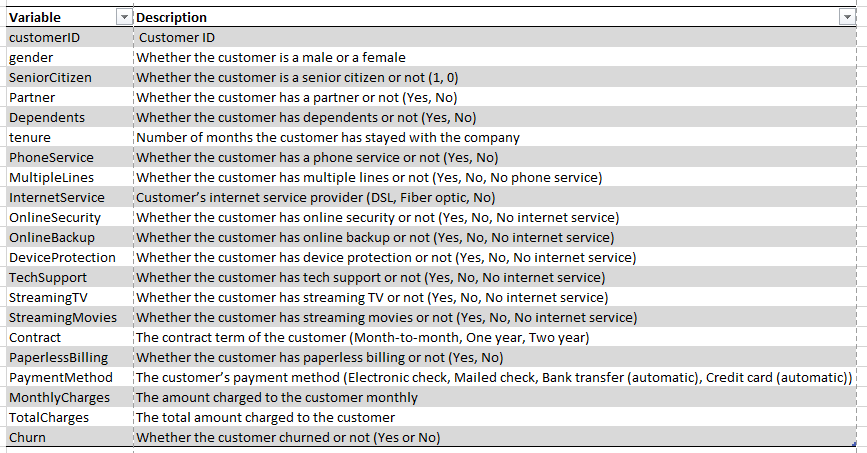 Variable Description
customerID Customer ID
gender Whether the customer is a male or a female
SeniorCitizen Whether the customer is a senior citizen or not (1, 0)
Partner Whether the customer has a partner or not (Yes, No)
Dependents Whether the customer has dependents or not (Yes, No)
tenure Number of months the customer has stayed with the company
PhoneService Whether the customer has a phone service or not (Yes, No)
MultipleLines Whether the customer has multiple lines or not (Yes, No, No phone service)
InternetService Customer’s internet service provider (DSL, Fiber optic, No)
OnlineSecurity Whether the customer has online security or not (Yes, No, No internet service)
OnlineBackup Whether the customer has online backup or not (Yes, No, No internet service)
DeviceProtection Whether the customer has device protection or not (Yes, No, No internet service)
TechSupport Whether the customer has tech support or not (Yes, No, No internet service)
StreamingTV Whether the customer has streaming TV or not (Yes, No, No internet service)
StreamingMovies Whether the customer has streaming movies or not (Yes, No, No internet service)
Contract The contract term of the customer (Month-to-month, One year, Two year)
PaperlessBilling Whether the customer has paperless billing or not (Yes, No)
PaymentMethod The customer’s payment method (Electronic check, Mailed check, Bank transfer (automatic), Credit card (automatic))
MonthlyCharges The amount charged to the customer monthly
TotalCharges The total amount charged to the customer
Churn Whether the customer churned or not (Yes or No)